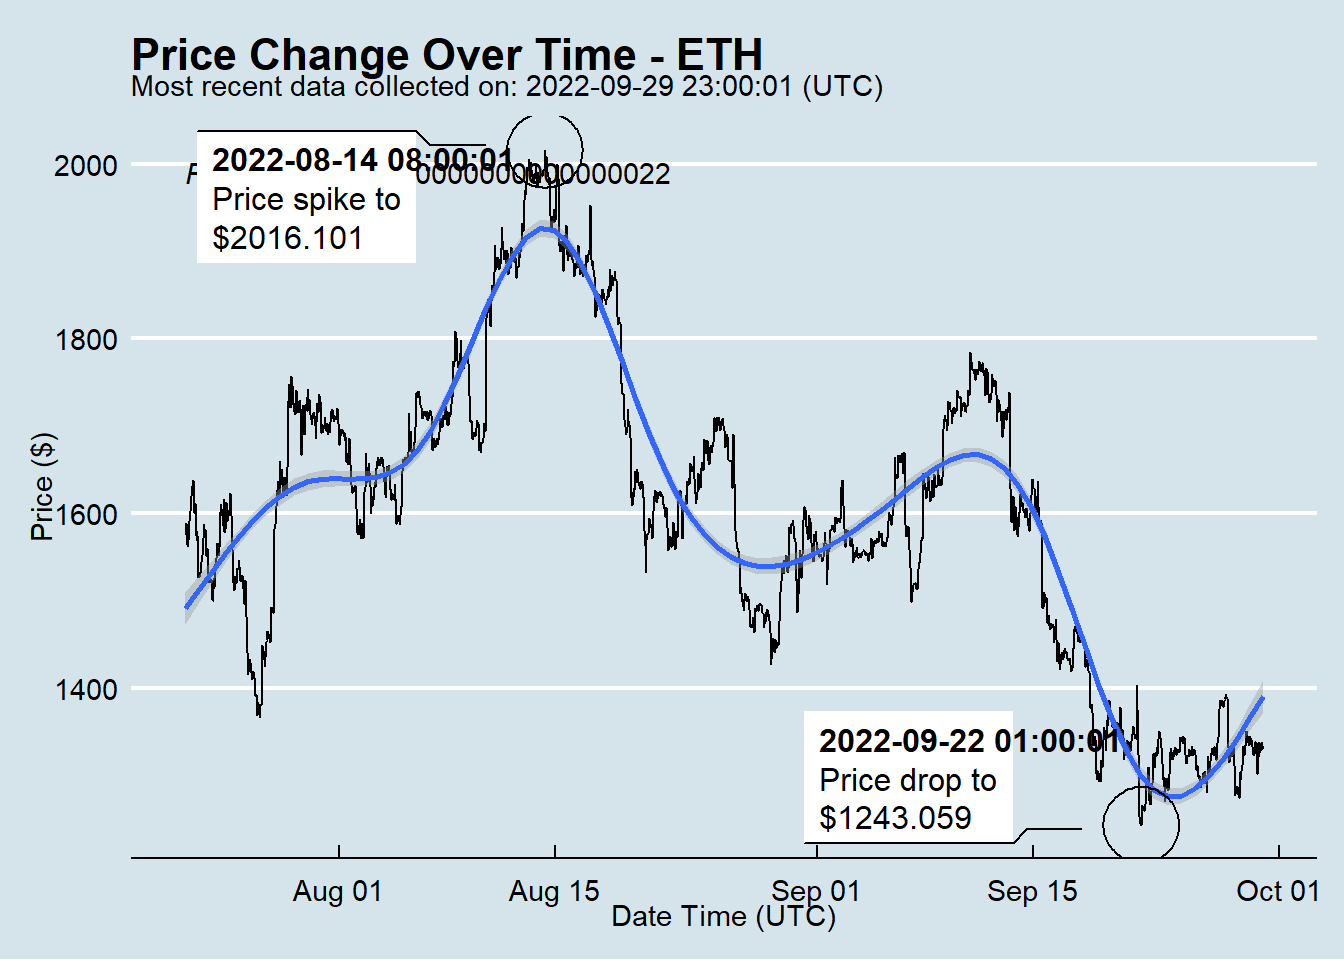 Price Change Over Time - ETH
Most recent data collected on: 2022-09-29 23:00:01 (UTC)
2022-08-14 08:00:01
Price spike to
$2016.101
2000
1800
1600
1400
Price ($)
2022-09-22 01:00:01
Price drop to
$1243.059
Aug 01
Aug 15
Sep 01
Sep 15
Oct 01
Date Time (UTC)